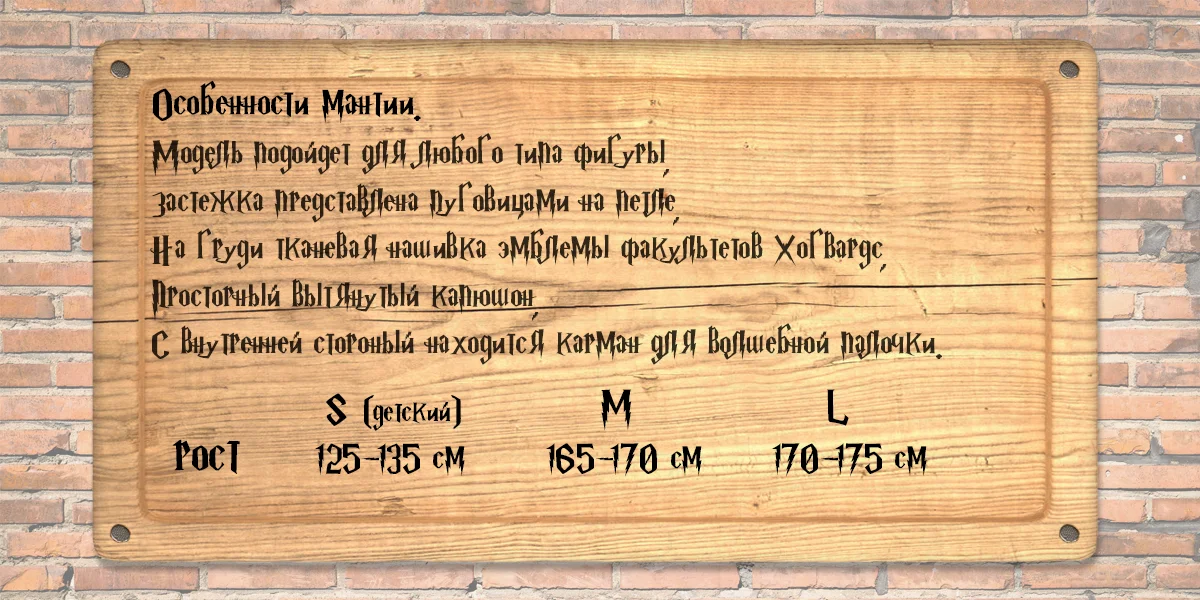 Особенности Мантии.
Модель подойдет для любого типа фигуры,
застежка представлена пуговицами на петле,
На груди тканевая нашивка эмблемы факультетов Хогвардс,
просторный вытянутый капюшон,
С внутренней стороный находится карман для волшебной палочки.
S (детский) M L
рост 125-135 см 165-170 см 170-175 см